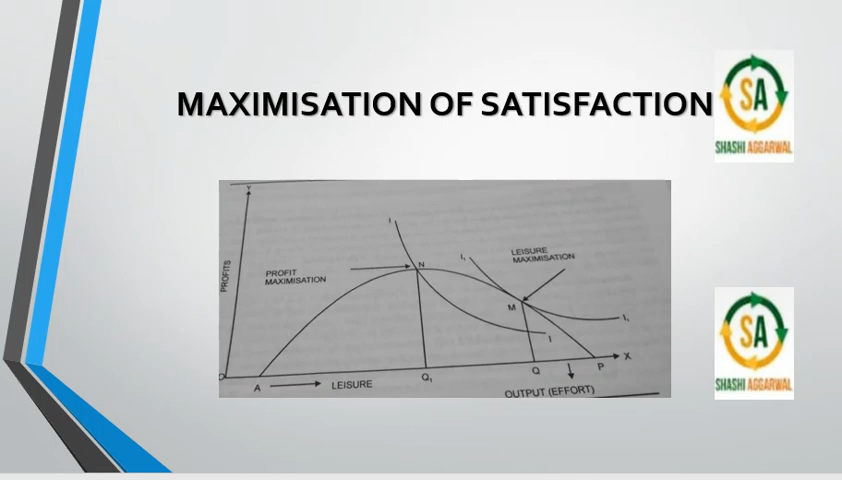 MAXIMISATION OF SATISFACTION
SA
SHASHI AGGARWAL
Y
I
N
I₁
LEISURE
MAXIMISATION
PROFIT
MAXIMISATION
PROFITS
M
I₁
I
X
O
A
LEISURE
Q₁
Q
P
OUTPUT (EFFORT)
SA
SHASHI AGGARWAL